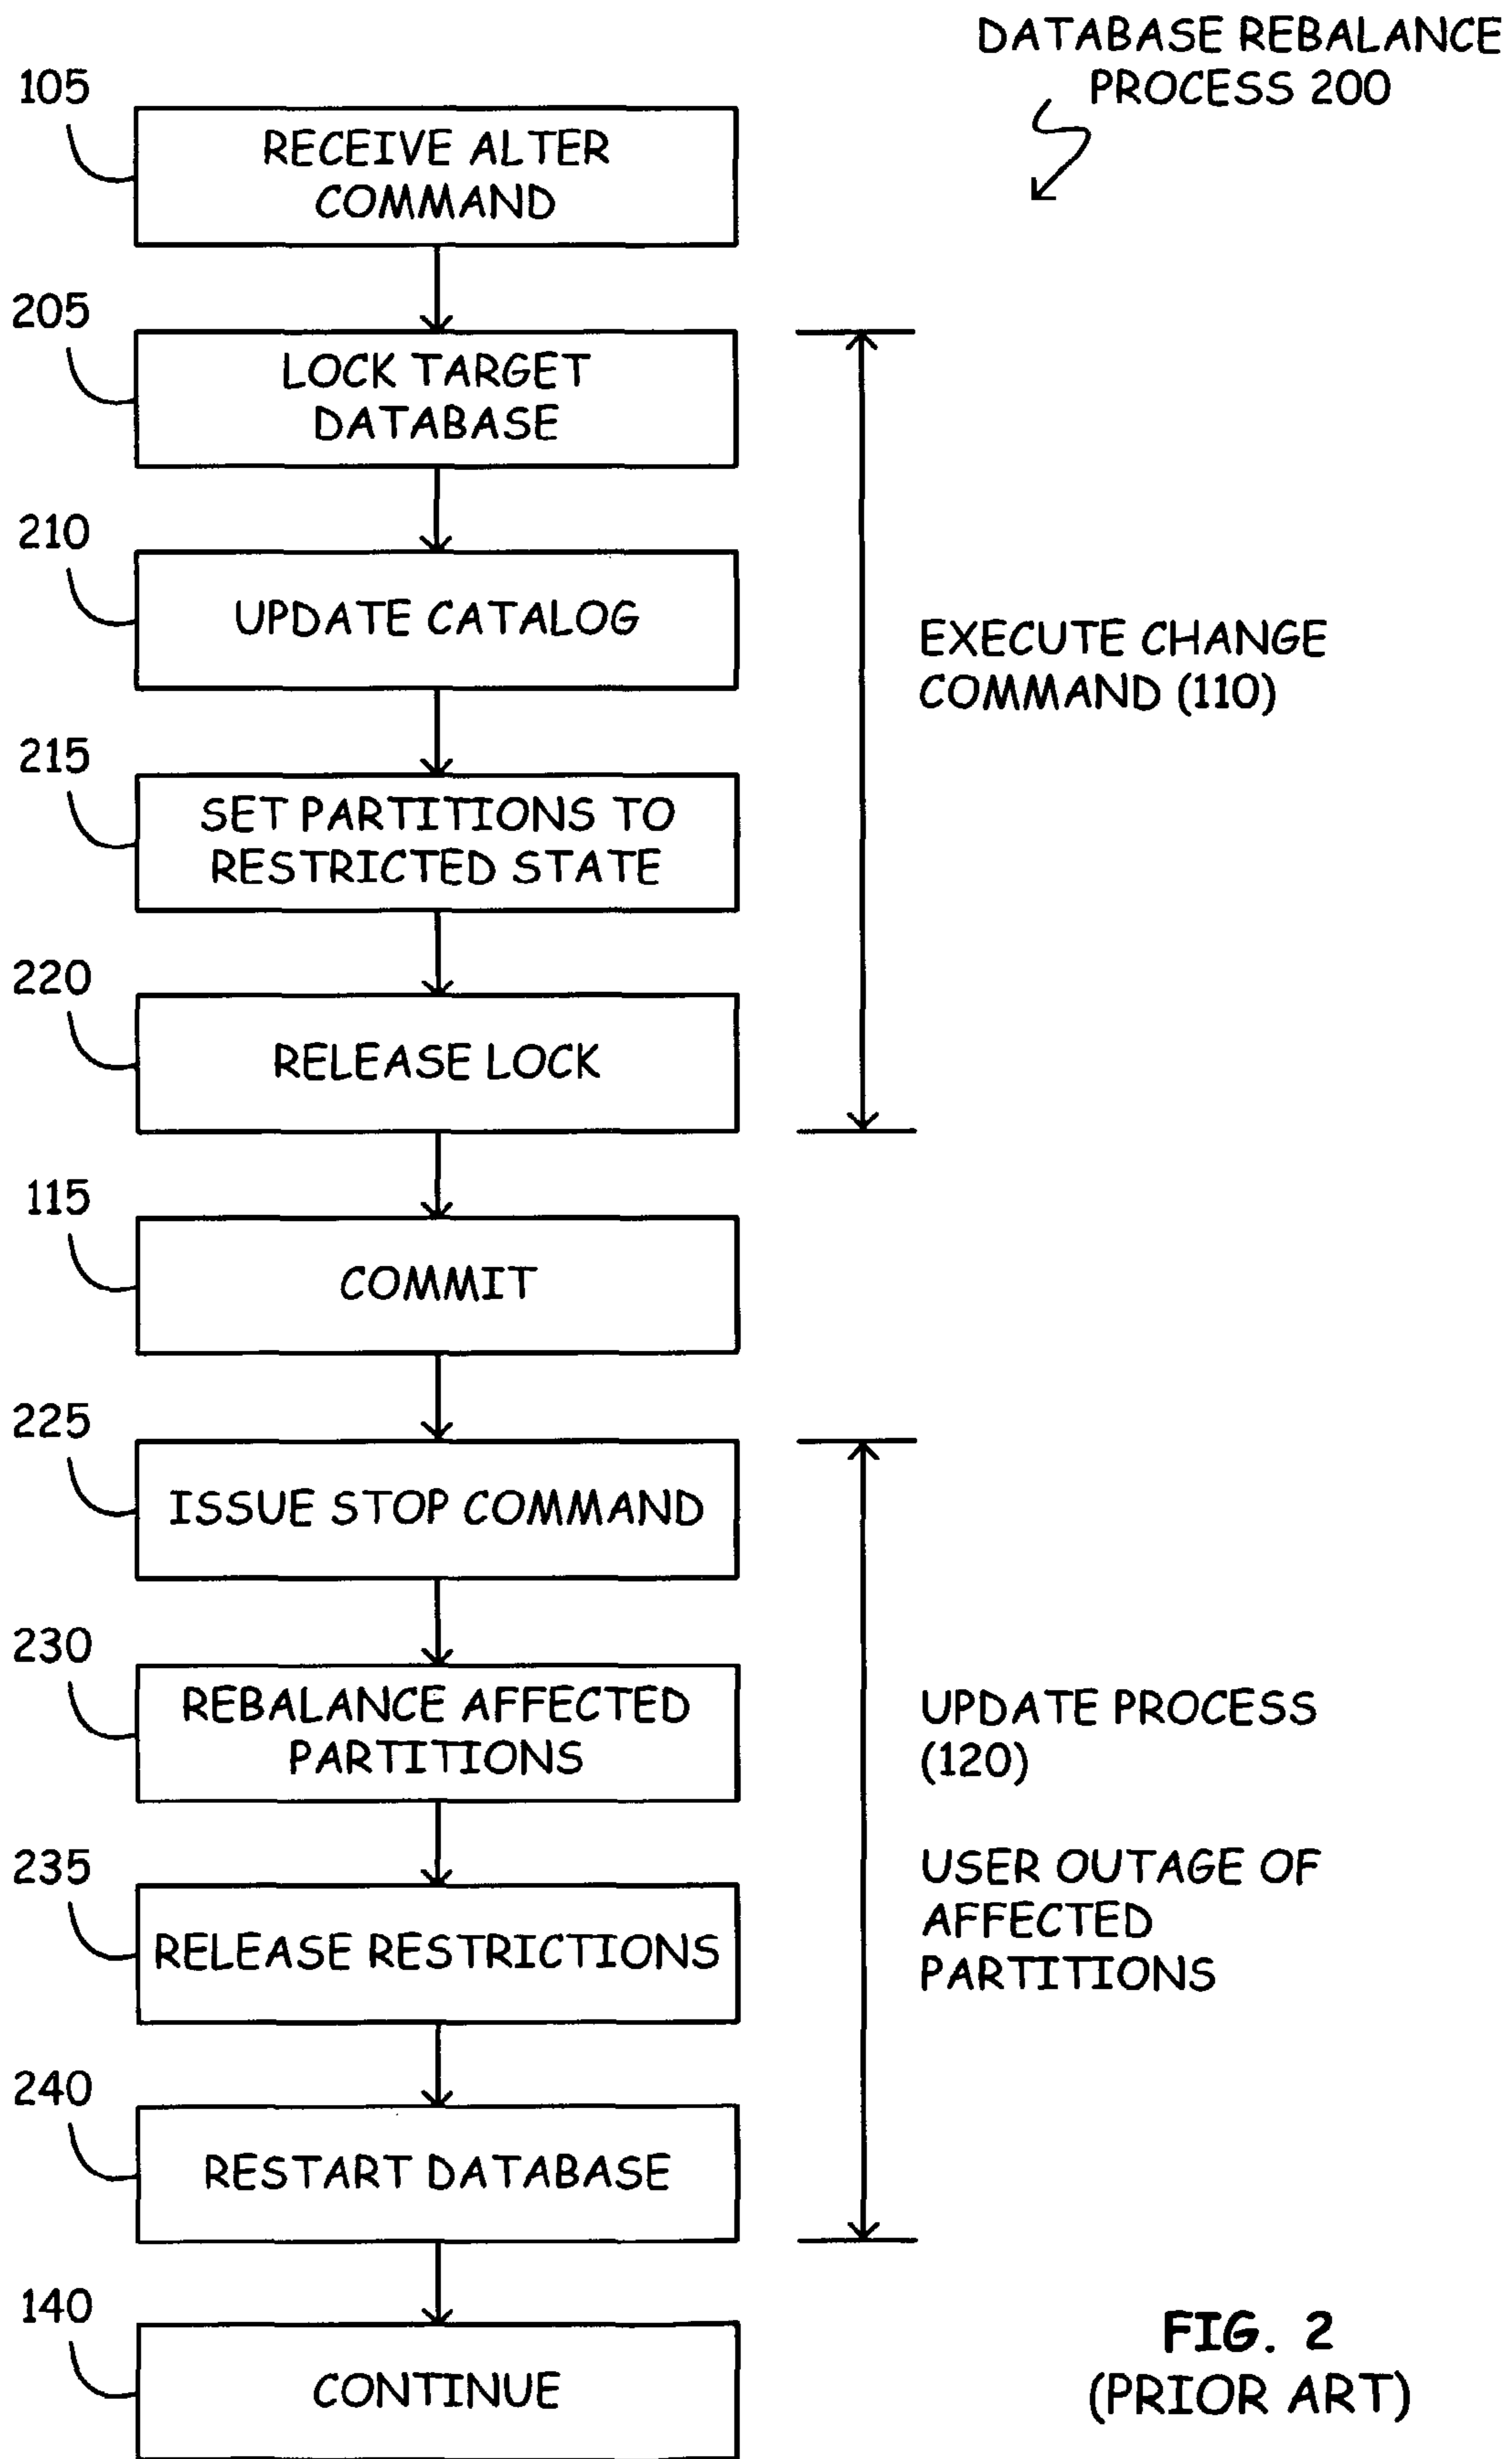 DATABASE REBALANCE
PROCESS 200
105
RECEIVE ALTER
COMMAND
205
LOCK TARGET
DATABASE
210
UPDATE CATALOG
EXECUTE CHANGE
COMMAND (110)
215
SET PARTITIONS TO
RESTRICTED STATE
220
RELEASE LOCK
115
COMMIT
225
ISSUE STOP COMMAND
230
REBALANCE AFFECTED
PARTITIONS
UPDATE PROCESS
(120)
USER OUTAGE OF
AFFECTED
PARTITIONS
235
RELEASE RESTRICTIONS
240
RESTART DATABASE
140
CONTINUE
FIG. 2
(PRIOR ART)